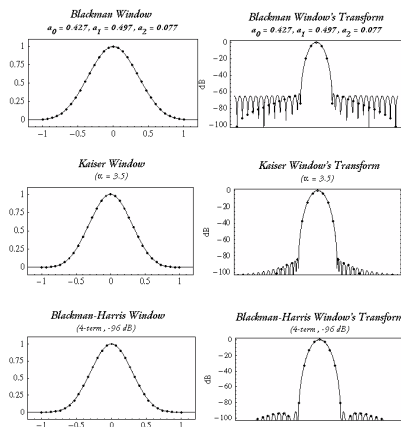 Blackman Window
a0 = 0.427, a1 = 0.497, a2 = 0.077
1
0.75
0.5
0.25
0
−1 −0.5 0 0.5 1
Blackman Window's Transform
a0 = 0.427, a1 = 0.497, a2 = 0.077
dB
0
−20
−40
−60
−80
−100
Kaiser Window
(α = 3.5)
1
0.75
0.5
0.25
0
−1 −0.5 0 0.5 1
Kaiser Window's Transform
(α = 3.5)
dB
0
−20
−40
−60
−80
−100
Blackman-Harris Window
(4-term, -96 dB)
1
0.75
0.5
0.25
0
−1 −0.5 0 0.5 1
Blackman-Harris Window's Transform
(4-term, -96 dB)
dB
0
−20
−40
−60
−80
−100